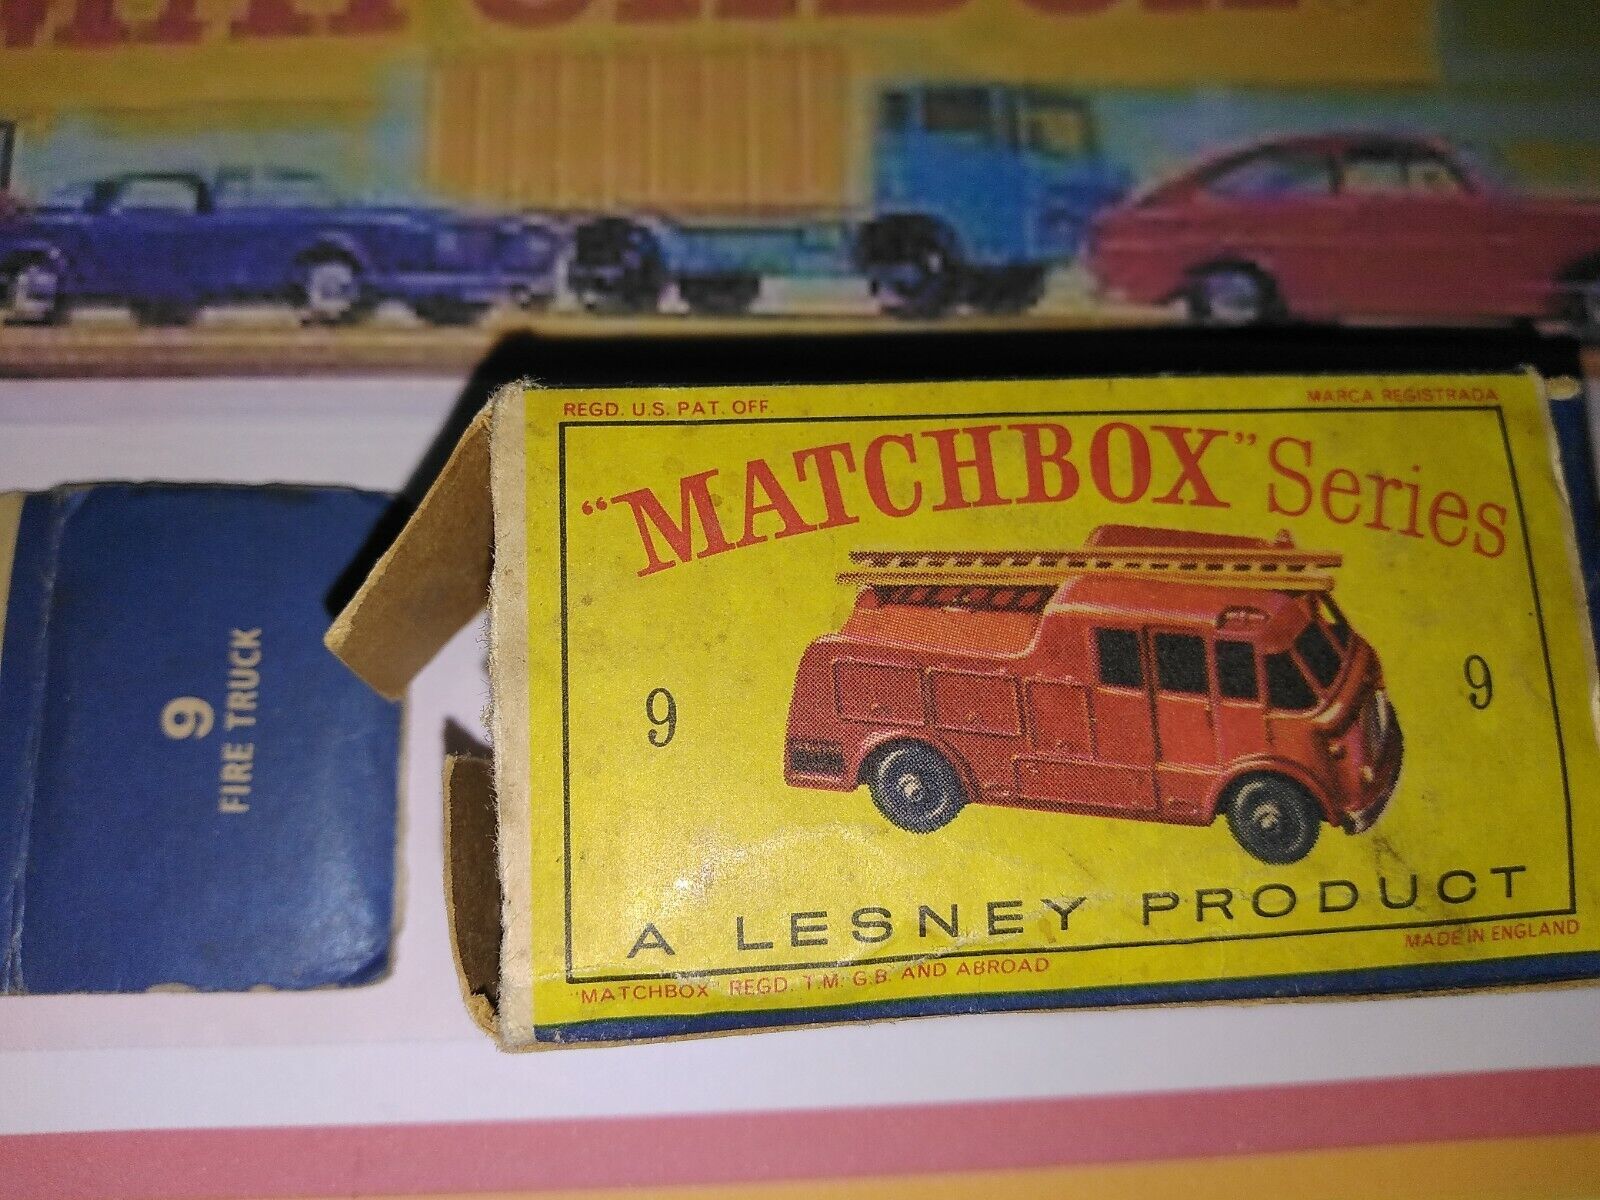 REGD. U.S. PAT. OFF.
MARCA REGISTRADA
"MATCHBOX" Series
9
9
A LESNEY PRODUCT
MADE IN ENGLAND
"MATCHBOX" REGD. T.M. G.B. AND ABROAD
9
FIRE TRUCK